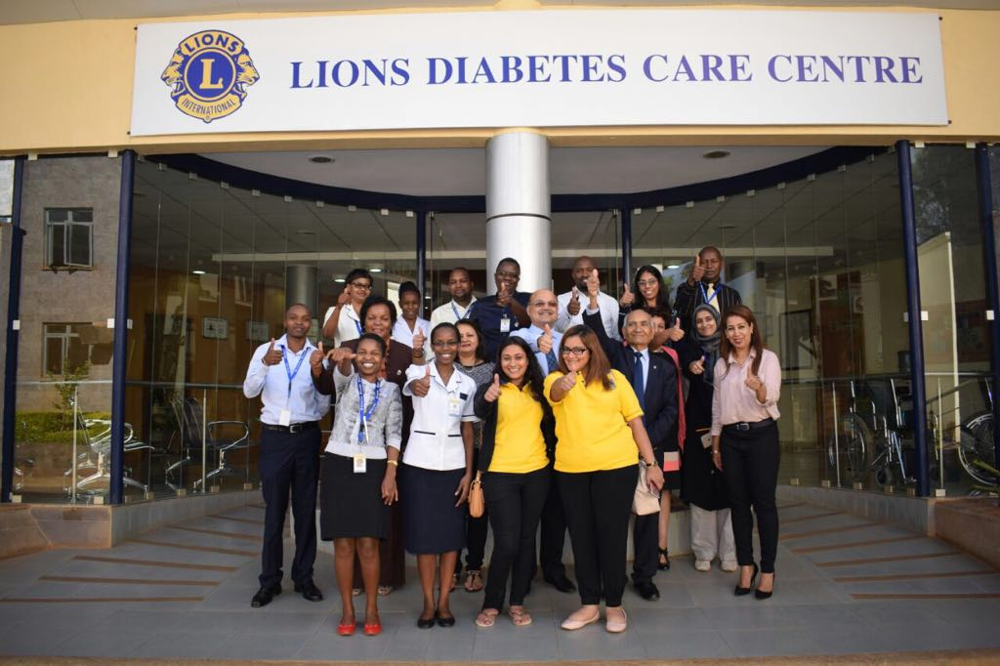 LIONS
L
INTERNATIONAL
LIONS DIABETES CARE CENTRE